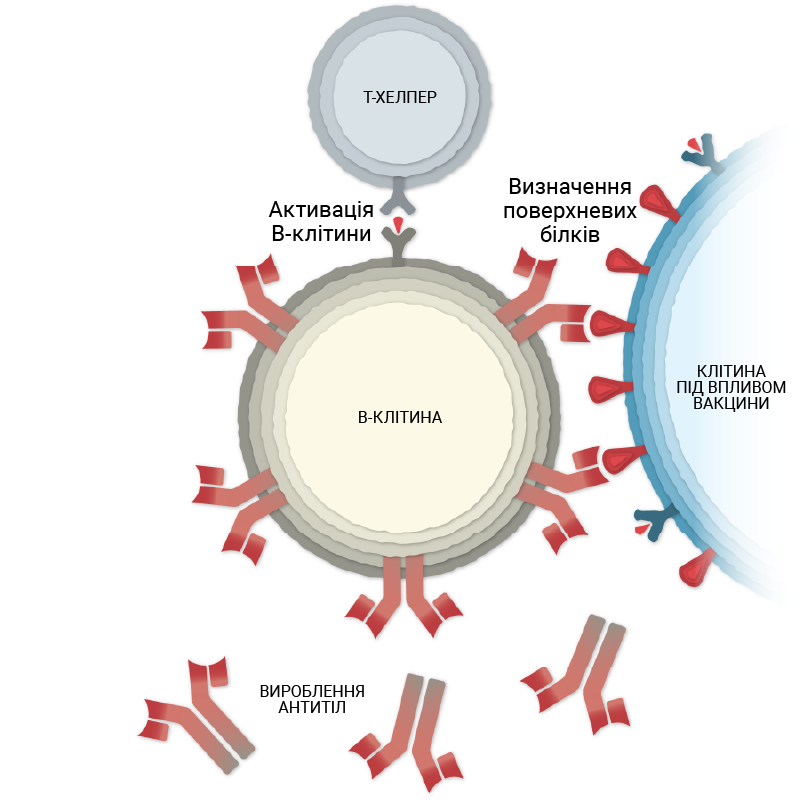 Т-ХЕЛПЕР
Активація
В-клітини
Визначення
поверхневих
білків
КЛІТИНА
ПІД ВПЛИВОМ
ВАКЦИНИ
В-КЛІТИНА
ВИРОБЛЕННЯ
АНТИТІЛ